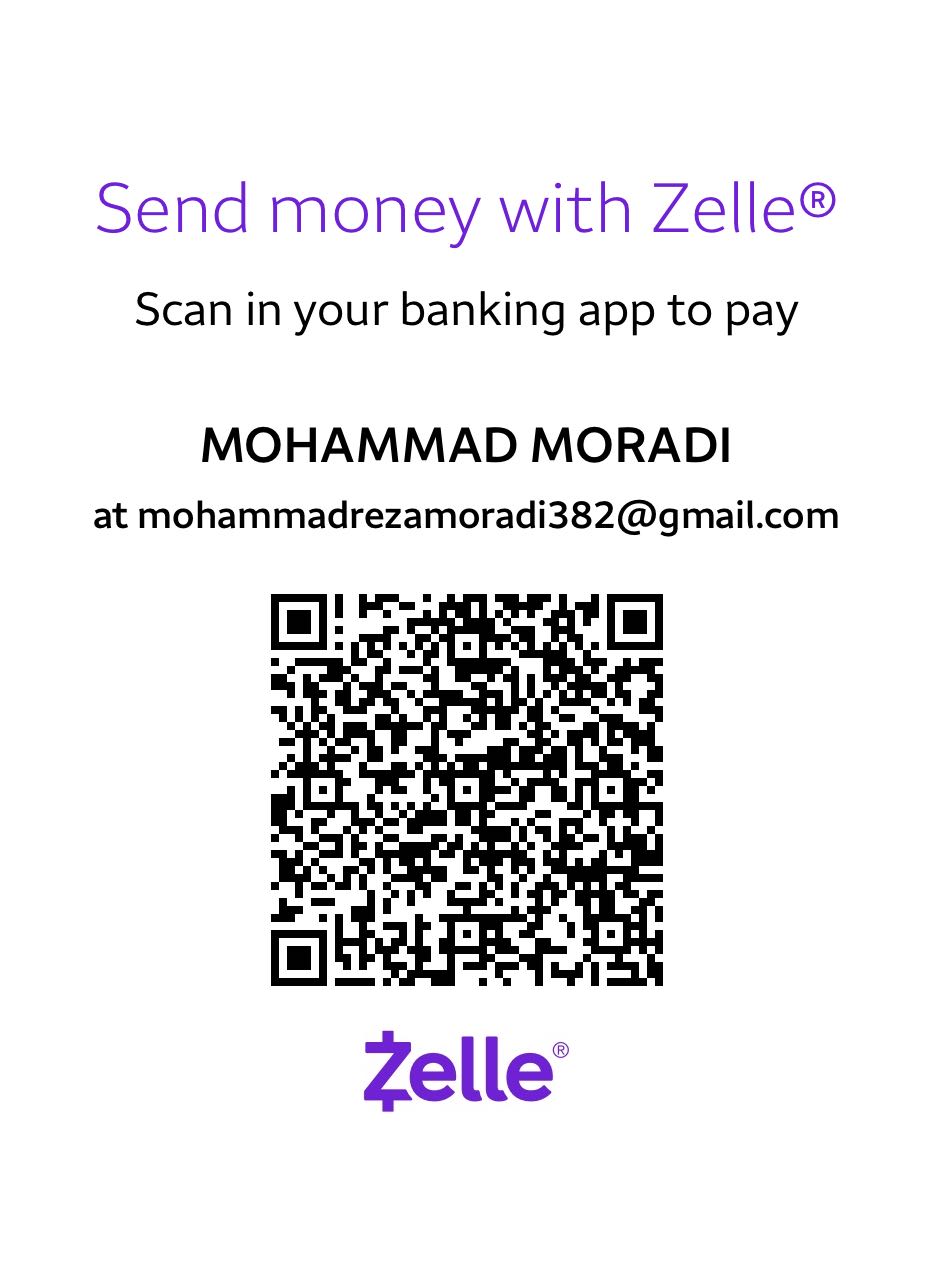 Send money with Zelle®
Scan in your banking app to pay
MOHAMMAD MORADI
at mohammadrezamoradi382@gmail.com
Zelle®